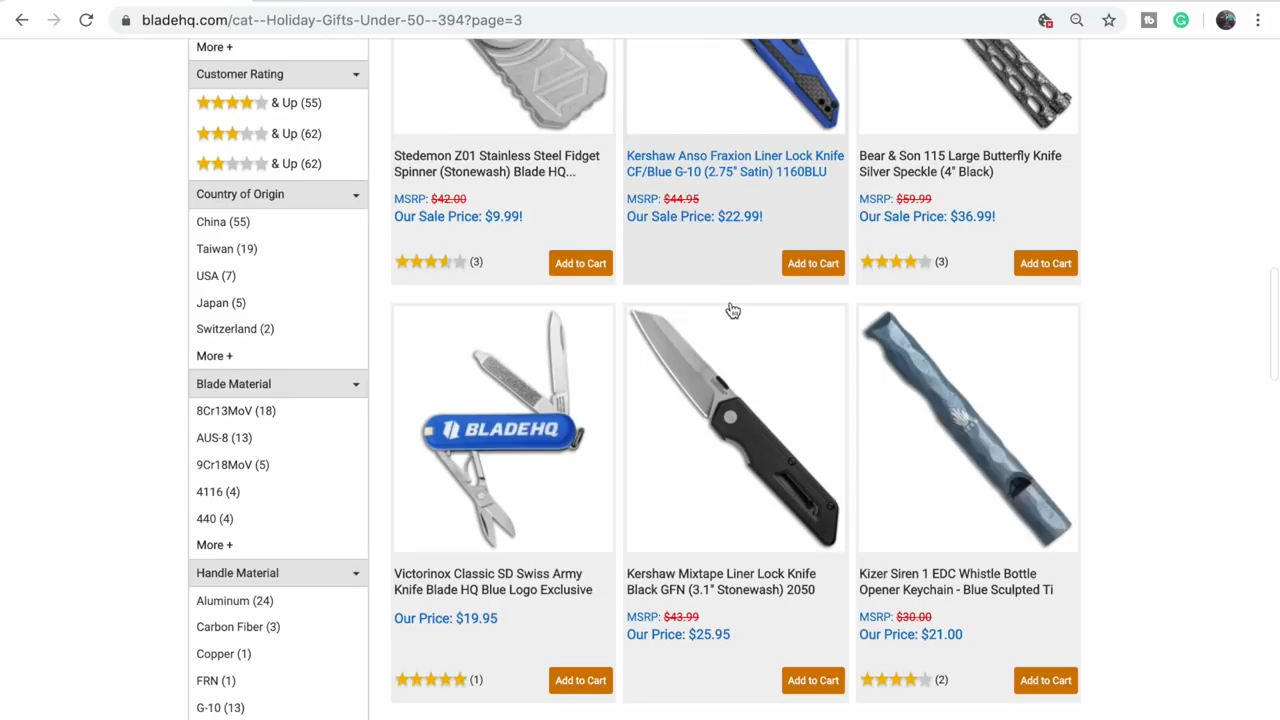 bladehq.com/cat--Holiday-Gifts-Under-50--394?page=3
tb
G
More +
Customer Rating
& Up (55)
& Up (62)
& Up (62)
Country of Origin
China (55)
Taiwan (19)
USA (7)
Japan (5)
Switzerland (2)
More +
Blade Material
8Cr13MoV (18)
AUS-8 (13)
9Cr18MoV (5)
4116 (4)
440 (4)
More +
Handle Material
Aluminum (24)
Carbon Fiber (3)
Copper (1)
FRN (1)
G-10 (13)
Stedemon Z01 Stainless Steel Fidget
Spinner (Stonewash) Blade HQ...
MSRP: $42.00
Our Sale Price: $9.99!
(3)
Add to Cart
Kershaw Anso Fraxion Liner Lock Knife
CF/Blue G-10 (2.75" Satin) 1160BLU
MSRP: $44.95
Our Sale Price: $22.99!
Add to Cart
Bear & Son 115 Large Butterfly Knife
Silver Speckle (4" Black)
MSRP: $59.99
Our Sale Price: $36.99!
(3)
Add to Cart
BLADEHQ
Victorinox Classic SD Swiss Army
Knife Blade HQ Blue Logo Exclusive
Our Price: $19.95
(1)
Add to Cart
Kershaw Mixtape Liner Lock Knife
Black GFN (3.1" Stonewash) 2050
MSRP: $43.99
Our Price: $25.95
Add to Cart
Kizer Siren 1 EDC Whistle Bottle
Opener Keychain - Blue Sculpted Ti
MSRP: $30.00
Our Price: $21.00
(2)
Add to Cart